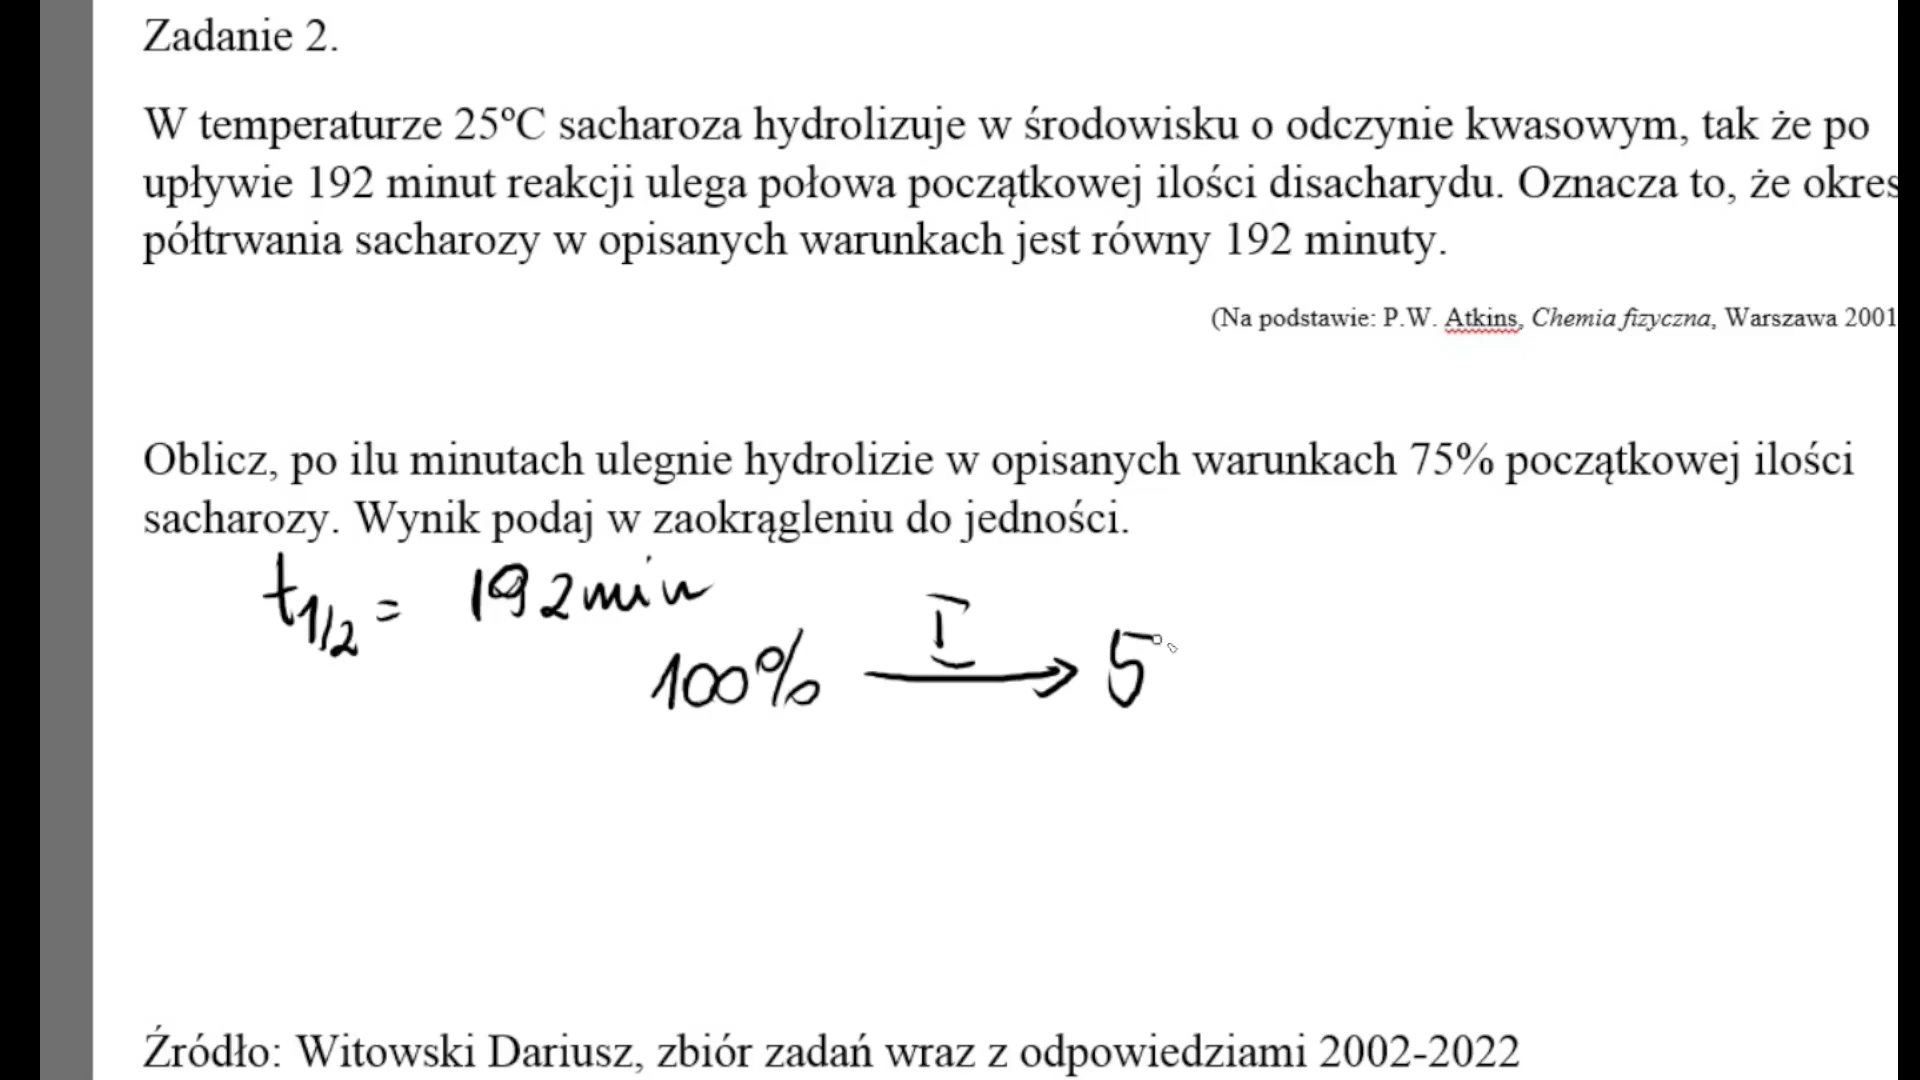 Zadanie 2.
W temperaturze 25°C sacharoza hydrolizuje w środowisku o odczynie kwasowym, tak że po
upływie 192 minut reakcji ulega połowa początkowej ilości disacharydu. Oznacza to, że okres
półtrwania sacharozy w opisanych warunkach jest równy 192 minuty.
(Na podstawie: P.W. Atkins, Chemia fizyczna, Warszawa 2001
Oblicz, po ilu minutach ulegnie hydrolizie w opisanych warunkach 75% początkowej ilości
sacharozy. Wynik podaj w zaokrągleniu do jedności.
t1/2 = 192min
100% I → 5
Źródło: Witowski Dariusz, zbiór zadań wraz z odpowiedziami 2002-2022